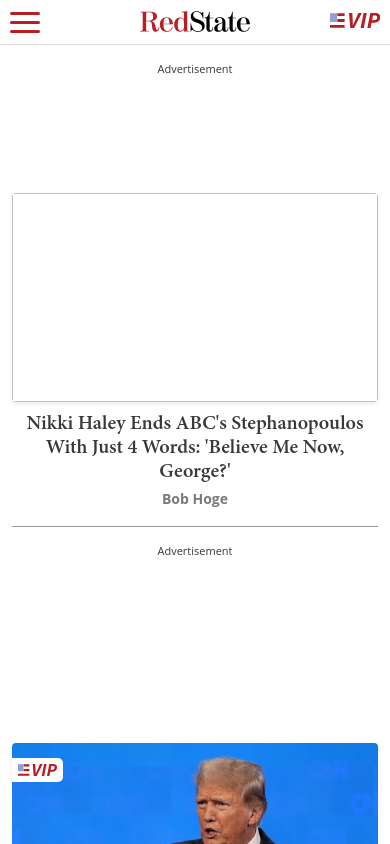 RedState
VIP
Advertisement
Nikki Haley Ends ABC's Stephanopoulos
With Just 4 Words: 'Believe Me Now,
George?'
Bob Hoge
Advertisement
VIP